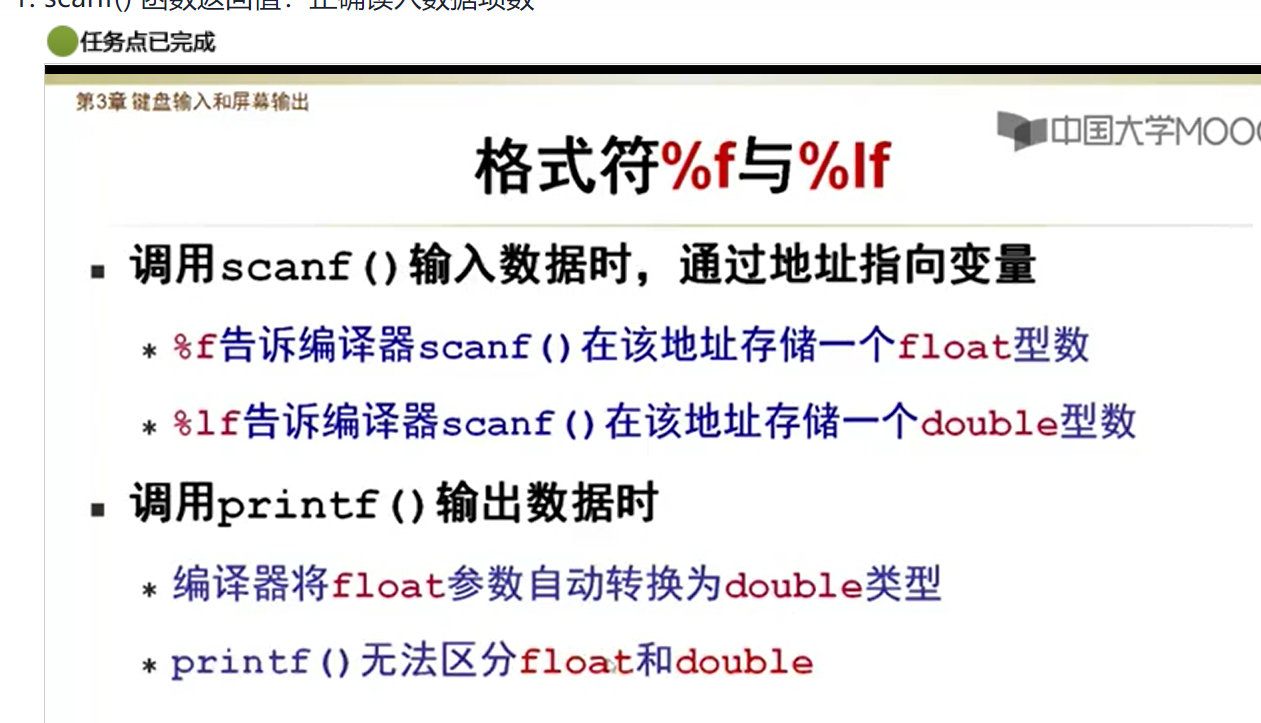 1. scanf() 函数返回值：正确读入数据项数
任务点已完成
第3章 键盘输入和屏幕输出
中国大学MOO
格式符%f与%lf
▪ 调用scanf()输入数据时，通过地址指向变量
* %f告诉编译器scanf()在该地址存储一个float型数
* %lf告诉编译器scanf()在该地址存储一个double型数
▪ 调用printf()输出数据时
* 编译器将float参数自动转换为double类型
* printf()无法区分float和double